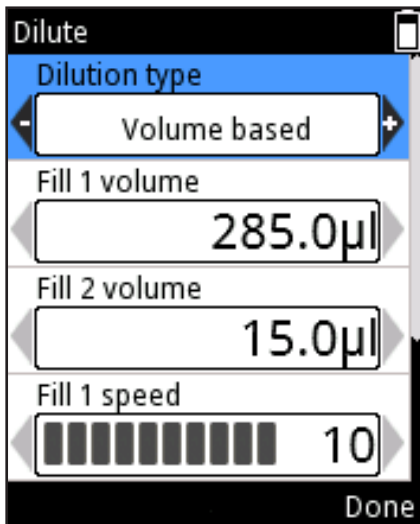 Dilute
Dilution type
- Volume based +
Fill 1 volume
285.0µl
Fill 2 volume
15.0µl
Fill 1 speed
10
Done